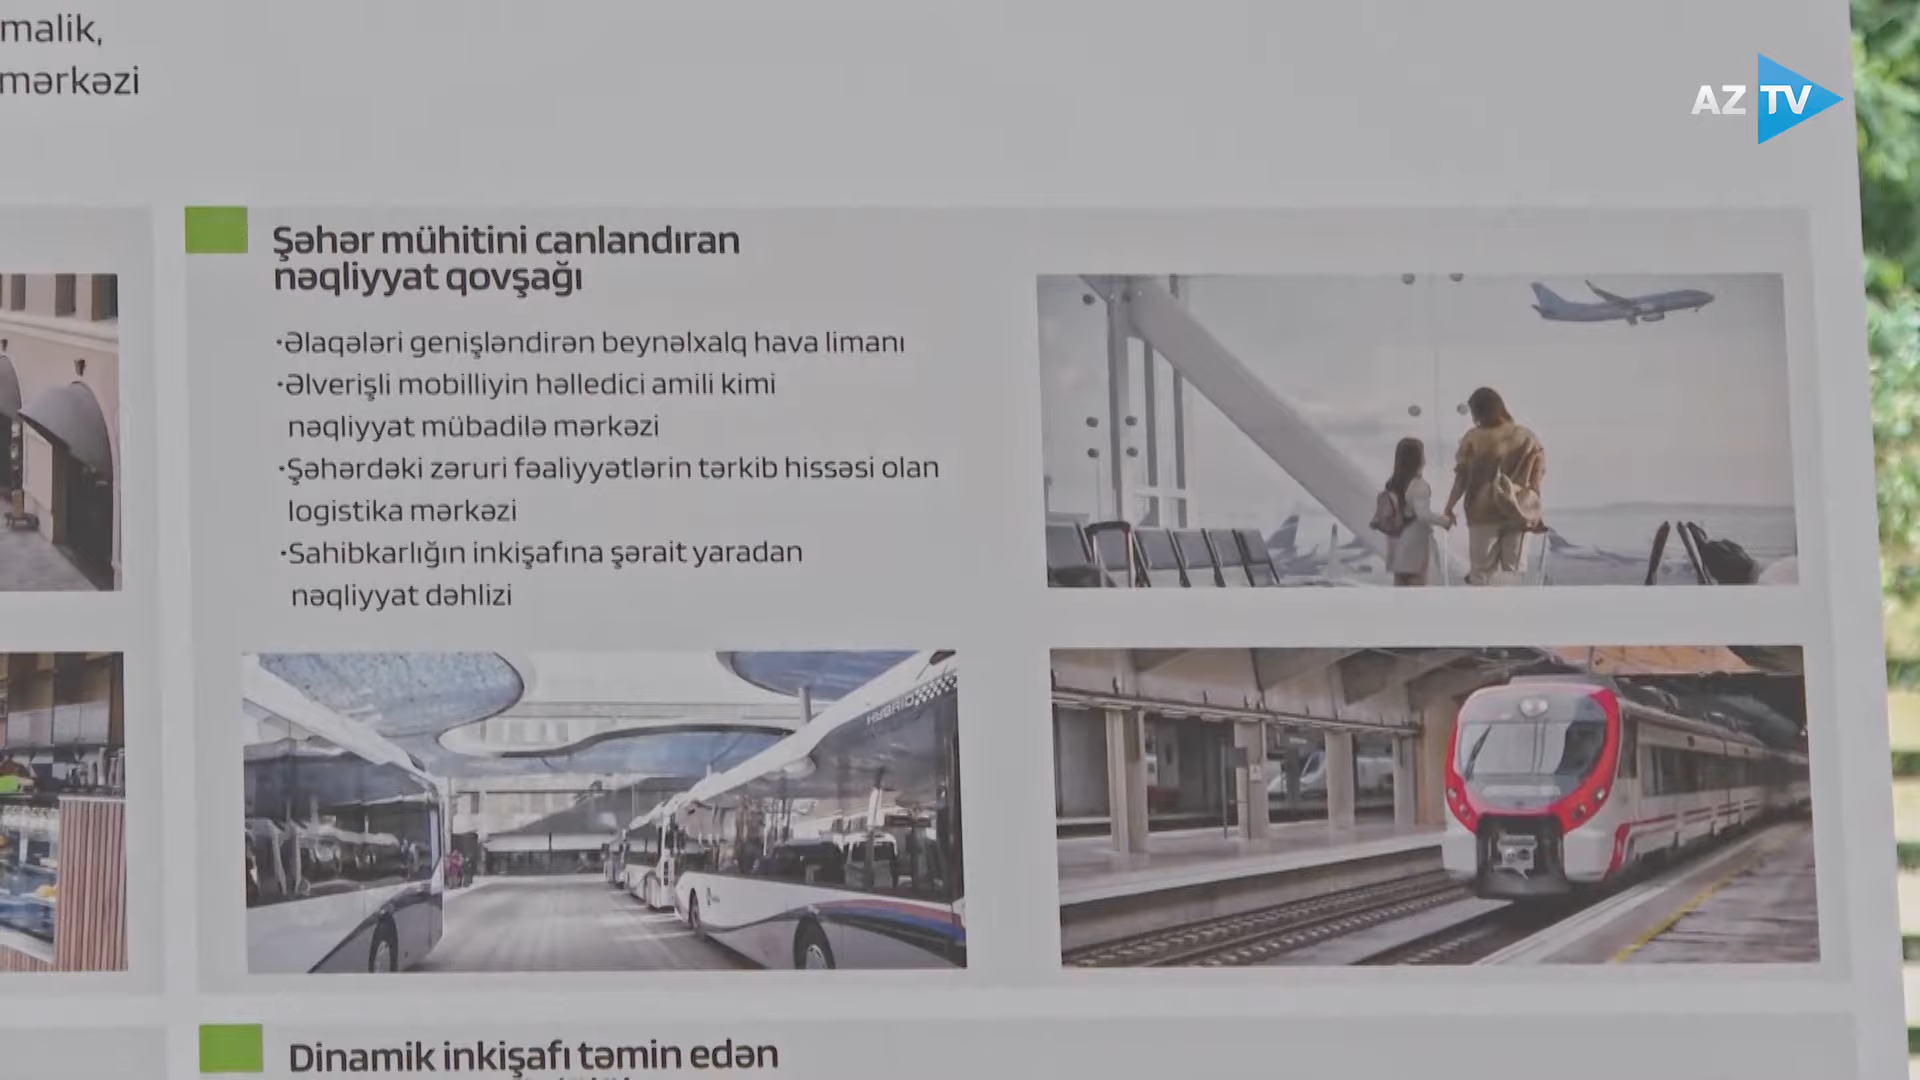 malik,
mərkəzi
AZ TV
Şəhər mühitini canlandıran
nəqliyyat qovşağı
•Əlaqələri genişləndirən beynəlxalq hava limanı
•Əlverişli mobilliyin həlledici amili kimi
nəqliyyat mübadilə mərkəzi
•Şəhərdəki zəruri fəaliyyətlərin tərkib hissəsi olan
logistika mərkəzi
•Sahibkarlığın inkişafına şərait yaradan
nəqliyyat dəhlizi
HYBRID
Dinamik inkişafı təmin edən